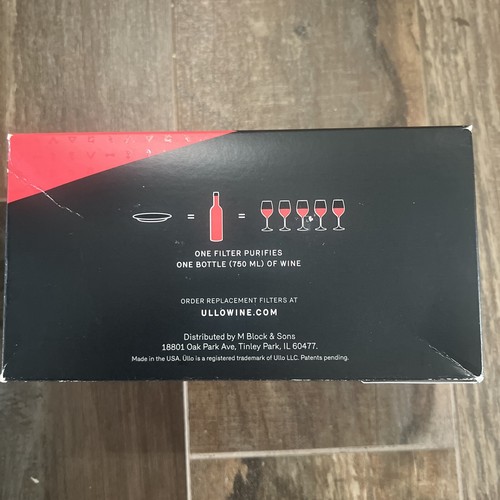 = =
ONE FILTER PURIFIES
ONE BOTTLE (750 ML) OF WINE
ORDER REPLACEMENT FILTERS AT
ULLOWINE.COM
Distributed by M Block & Sons
18801 Oak Park Ave, Tinley Park, IL 60477.
Made in the USA. Üllo is a registered trademark of Ullo LLC. Patents pending.